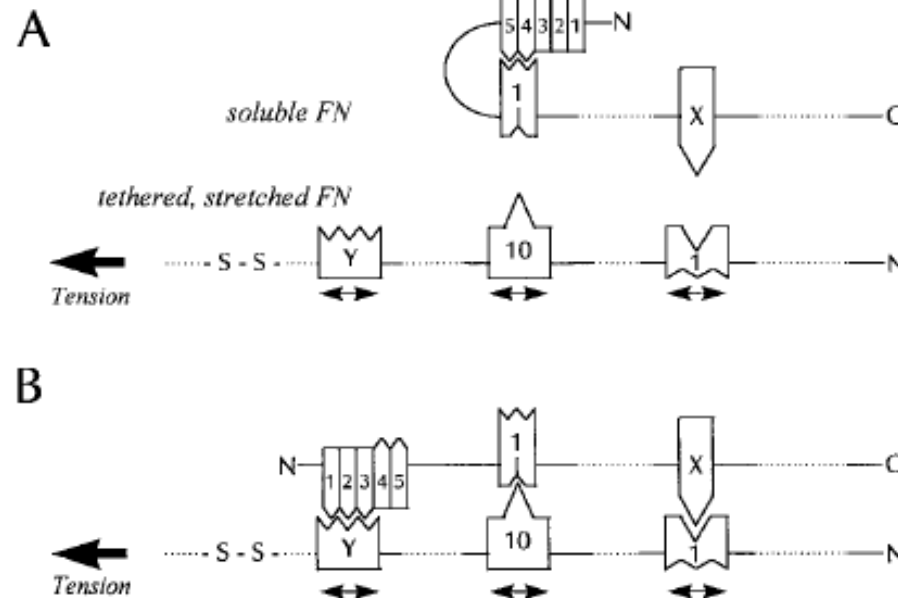 A
5 4 3 2 1 N
1
X
soluble FN
tethered, stretched FN
S - S
Y
10
1
N
Tension
B
N
1 2 3 4 5
1
X
C
S - S
Y
10
1
N
Tension